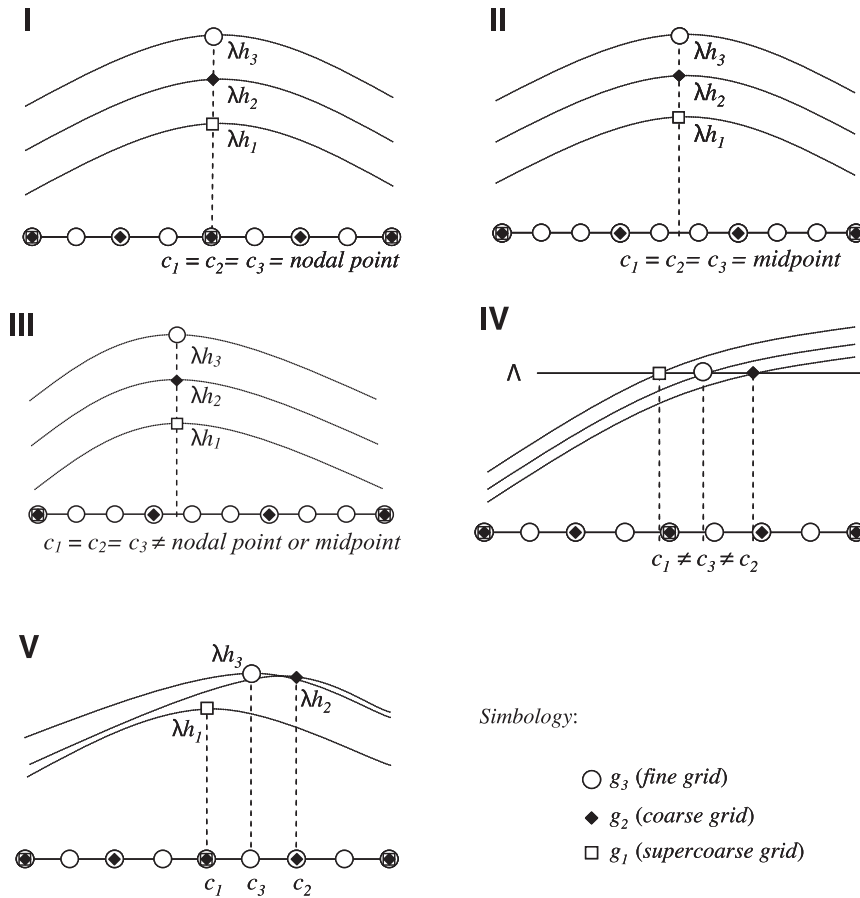 I
λh3
λh2
λh1
c1 = c2= c3 = nodal point
II
λh3
λh2
λh1
c1 = c2= c3 = midpoint
III
λh3
λh2
λh1
c1 = c2= c3 ≠ nodal point or midpoint
IV
Λ
c1 ≠ c3 ≠ c2
V
λh3
λh2
λh1
c1 c3 c2
Simbology:
g3 (fine grid)
g2 (coarse grid)
g1 (supercoarse grid)